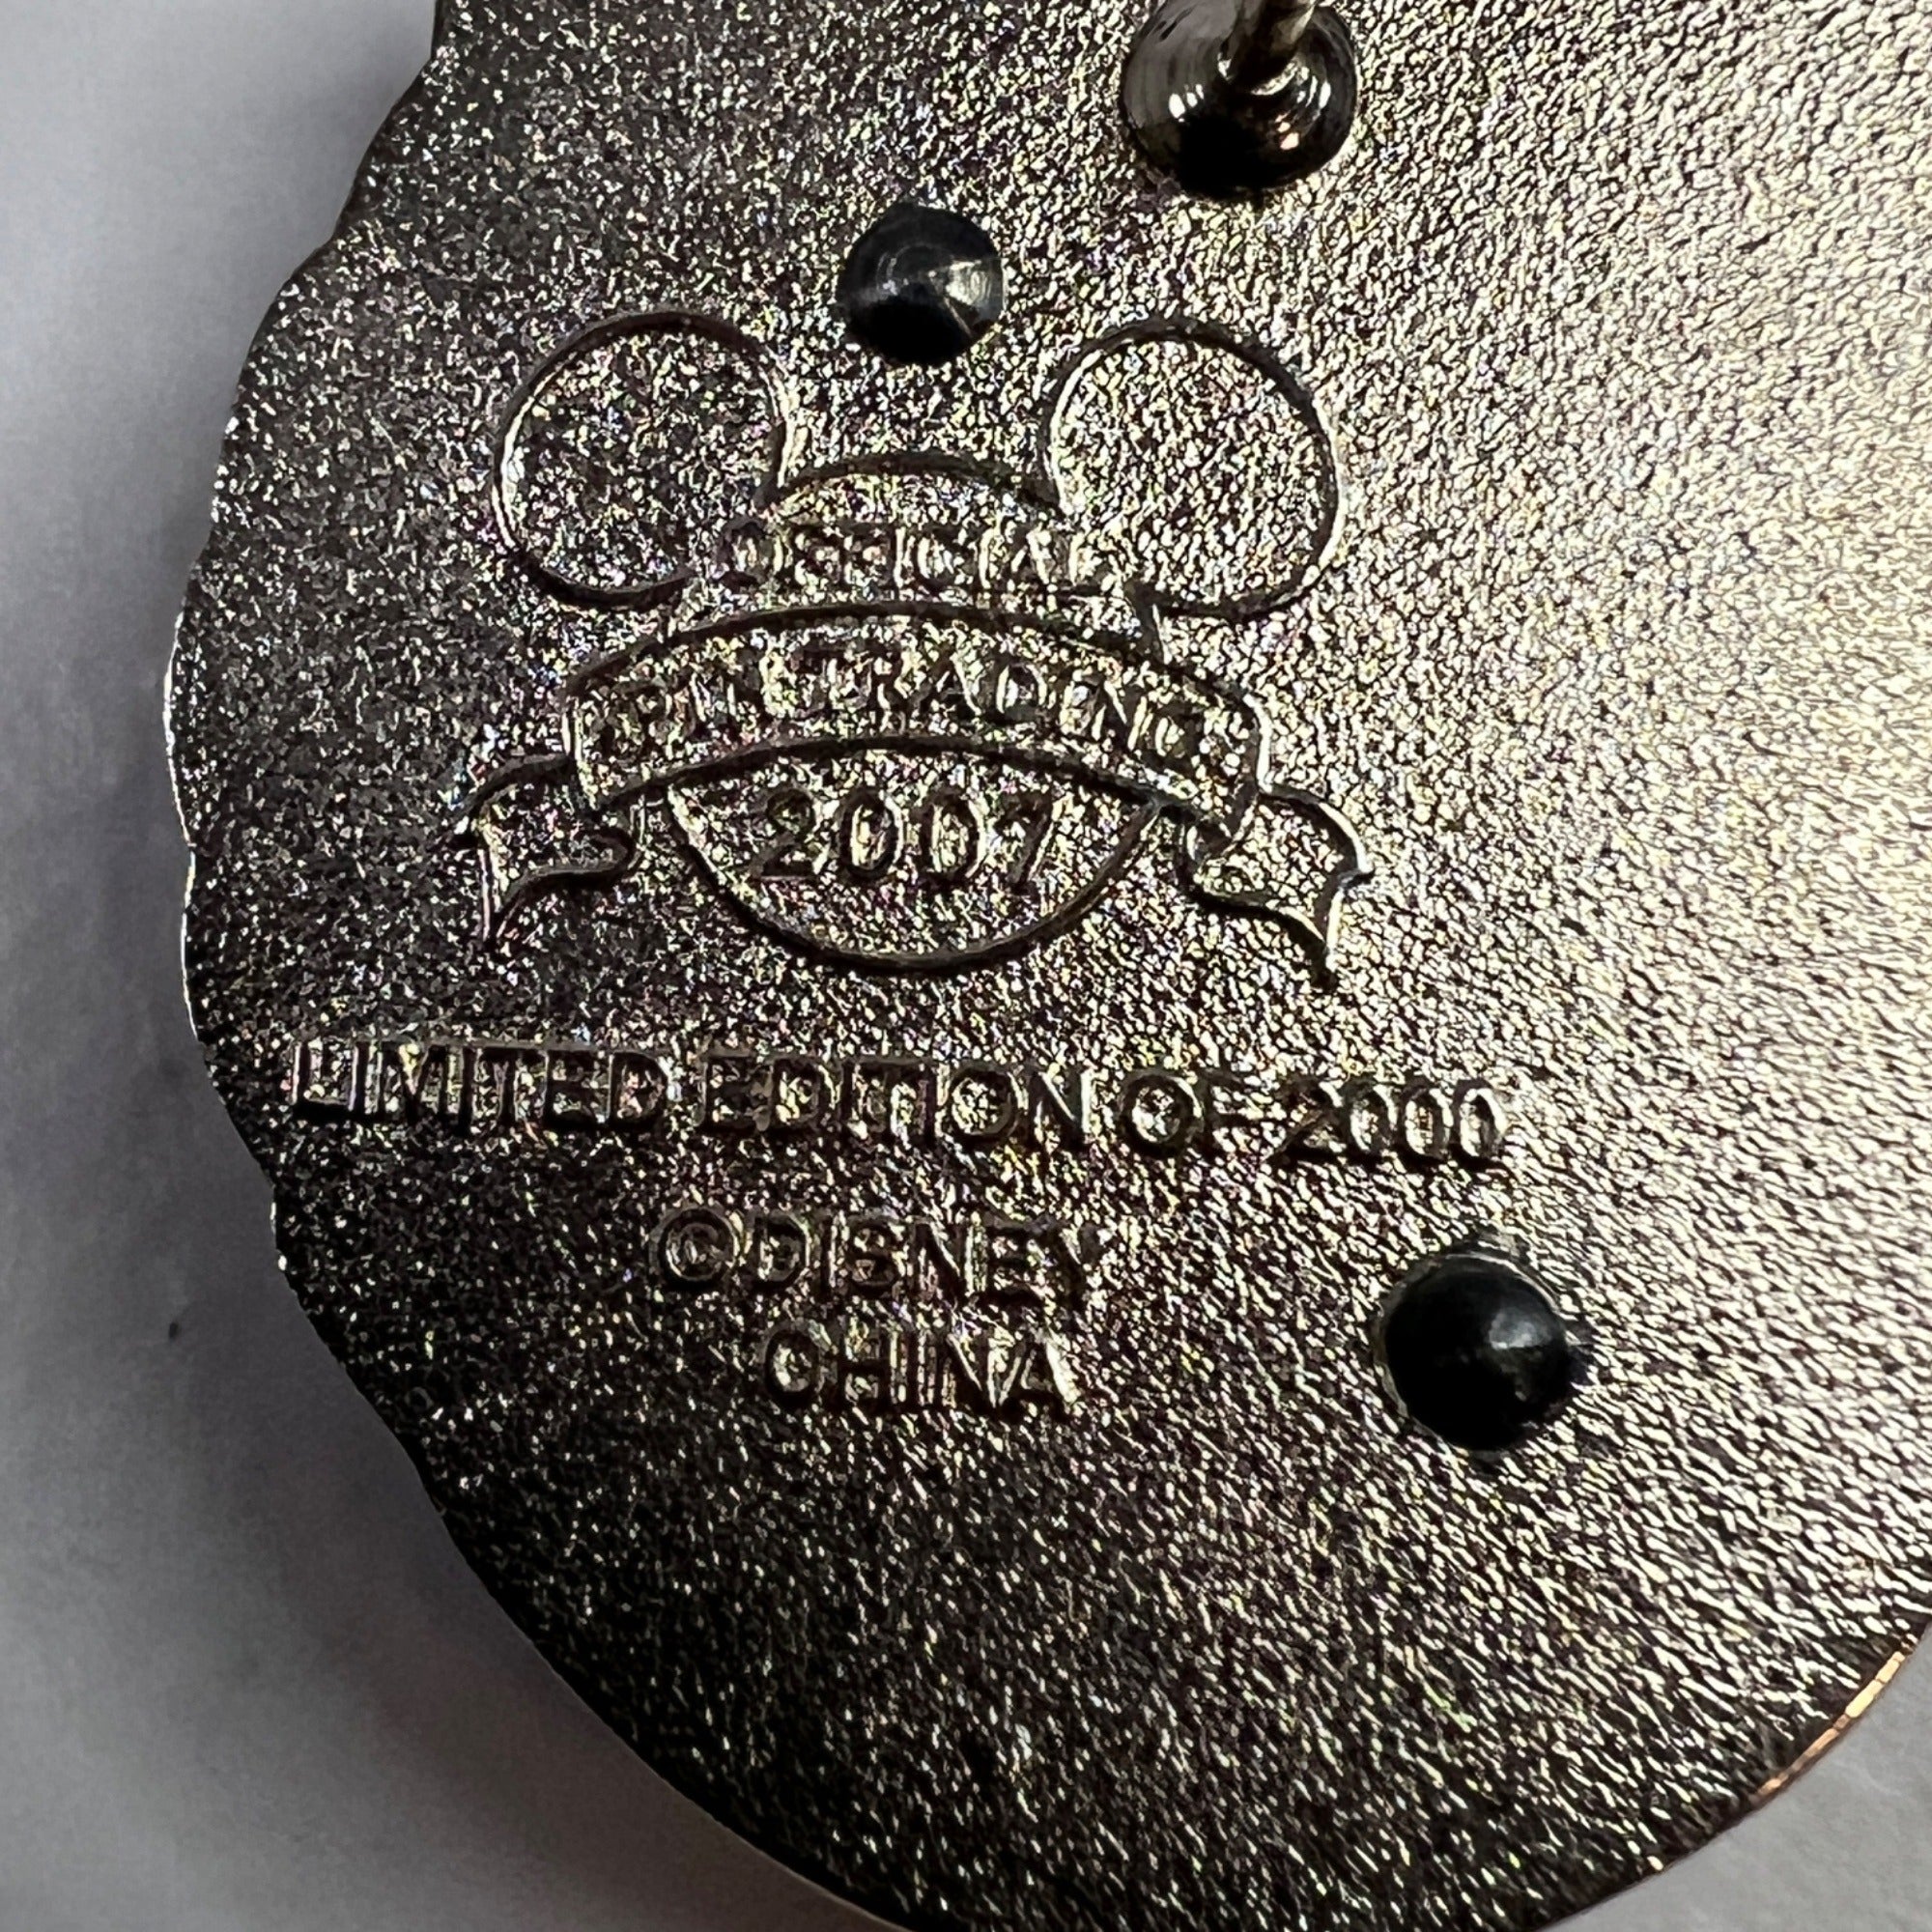 OFFICIAL
PIN TRADING
2007
LIMITED EDITION OF 2000
©DISNEY
CHINA